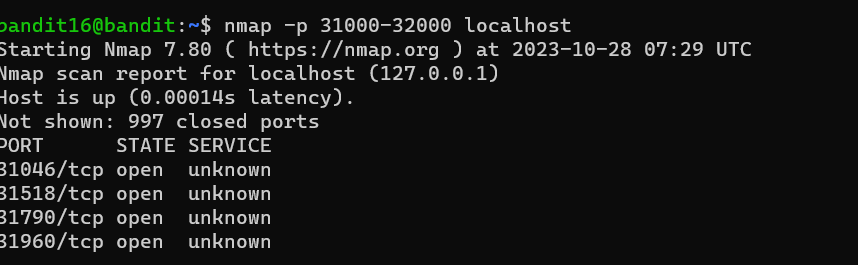 bandit16@bandit:~$ nmap -p 31000-32000 localhost
Starting Nmap 7.80 ( https://nmap.org ) at 2023-10-28 07:29 UTC
Nmap scan report for localhost (127.0.0.1)
Host is up (0.00014s latency).
Not shown: 997 closed ports
PORT      STATE SERVICE
31046/tcp open  unknown
31518/tcp open  unknown
31790/tcp open  unknown
31960/tcp open  unknown